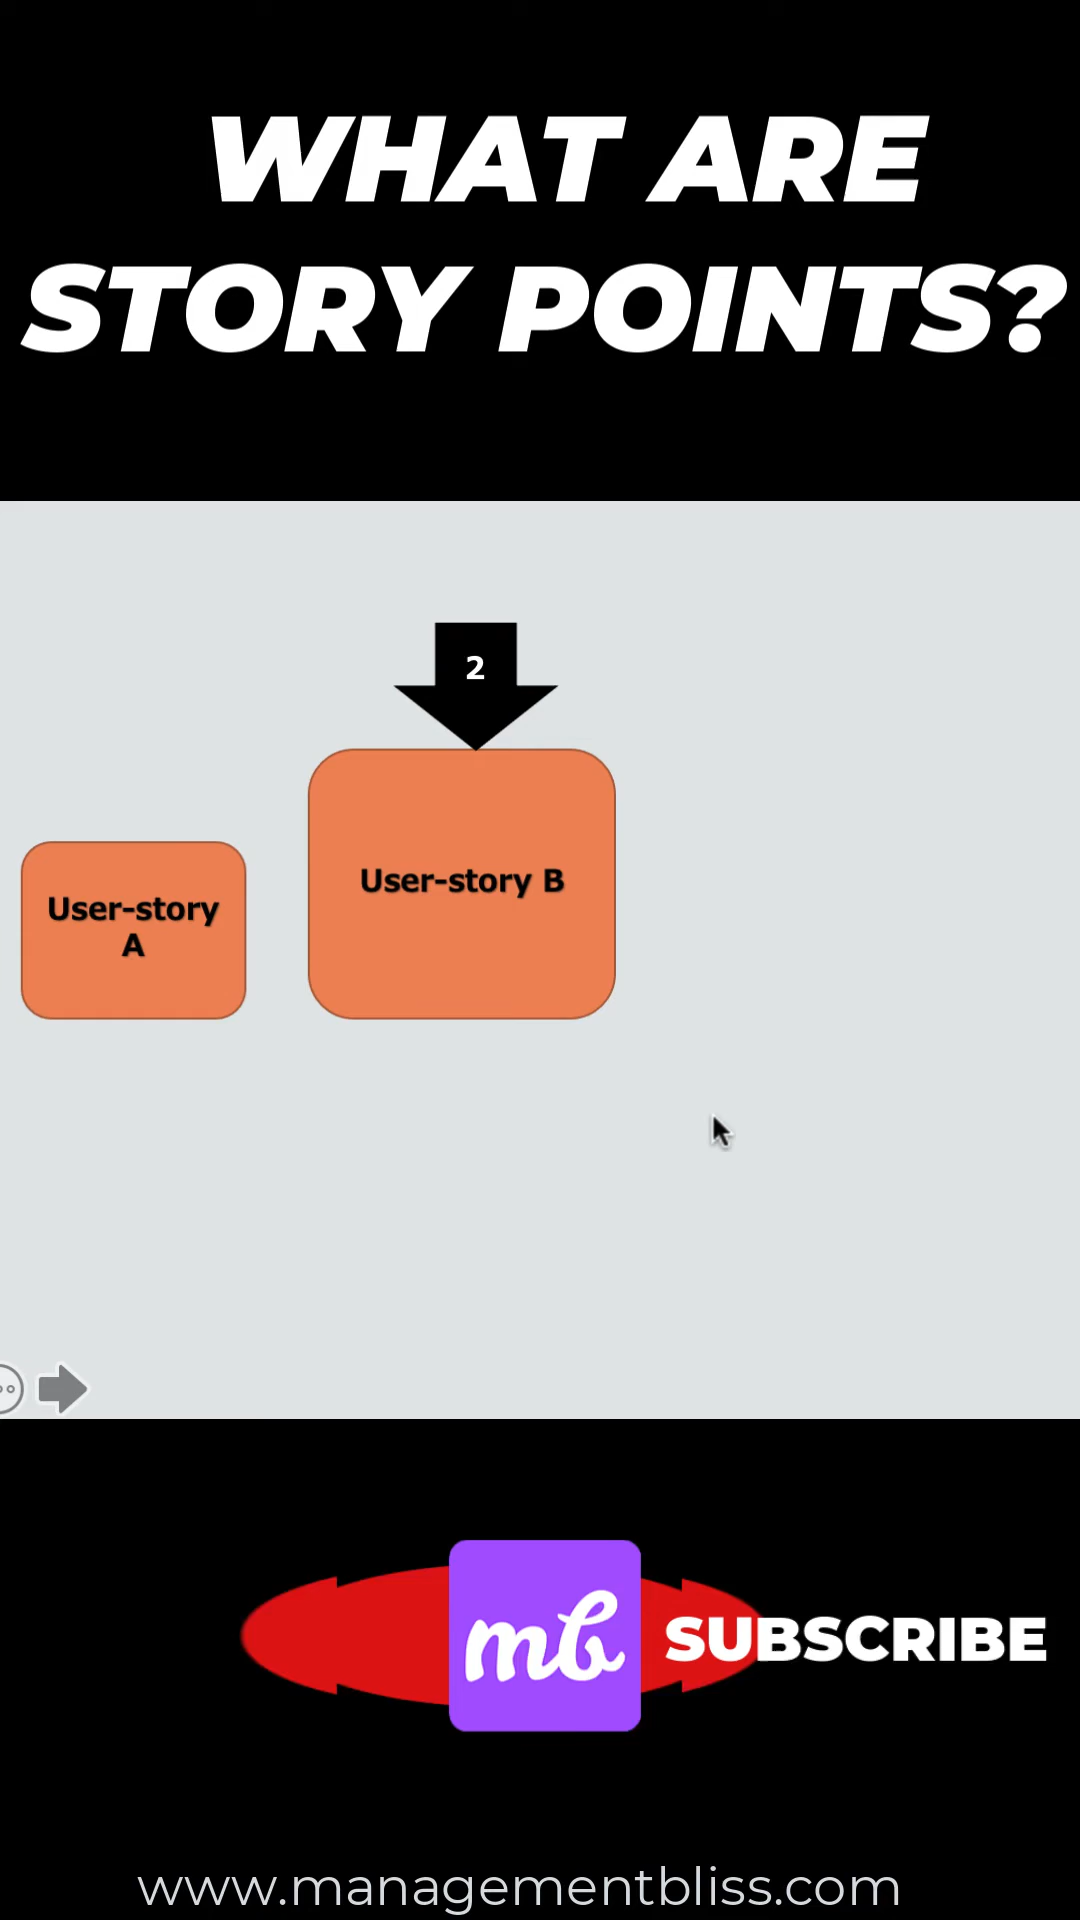 WHAT ARE
STORY POINTS?
2
User-story B
User-story
A
mb
SUBSCRIBE
www.managementbliss.com